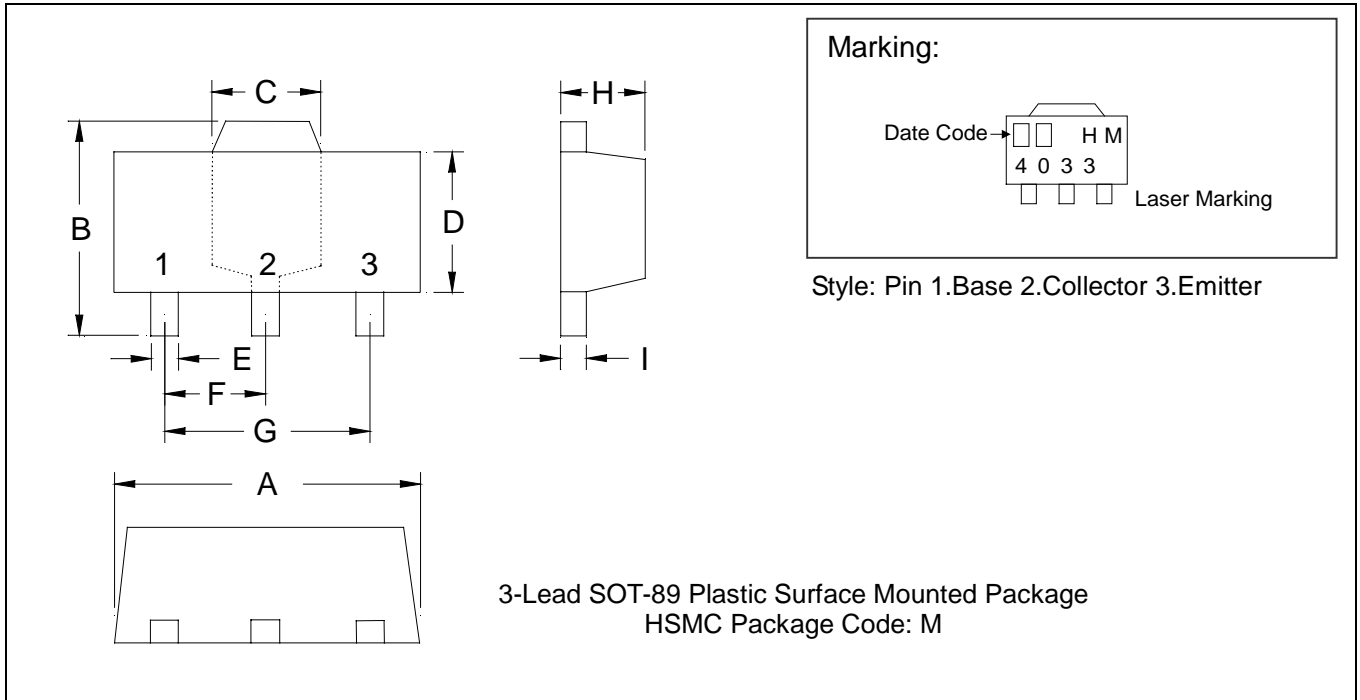 Marking:
Date Code
H M
4 0 3 3
Laser Marking
Style: Pin 1.Base 2.Collector 3.Emitter
C
H
B
D
1 2 3
E
I
F
G
A
3-Lead SOT-89 Plastic Surface Mounted Package
HSMC Package Code: M